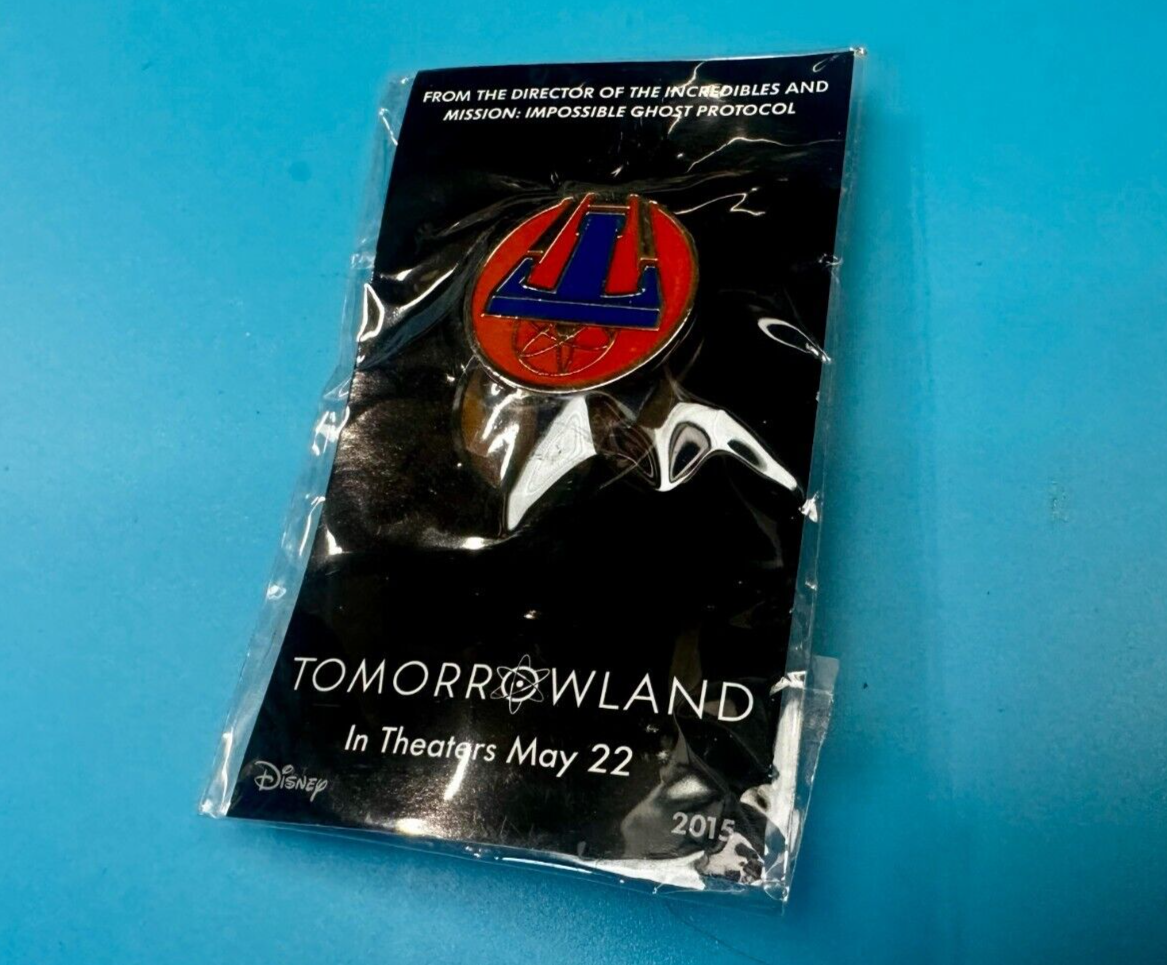 FROM THE DIRECTOR OF THE INCREDIBLES AND
MISSION: IMPOSSIBLE GHOST PROTOCOL
TOMORROWLAND
In Theaters May 22
Disney
2015